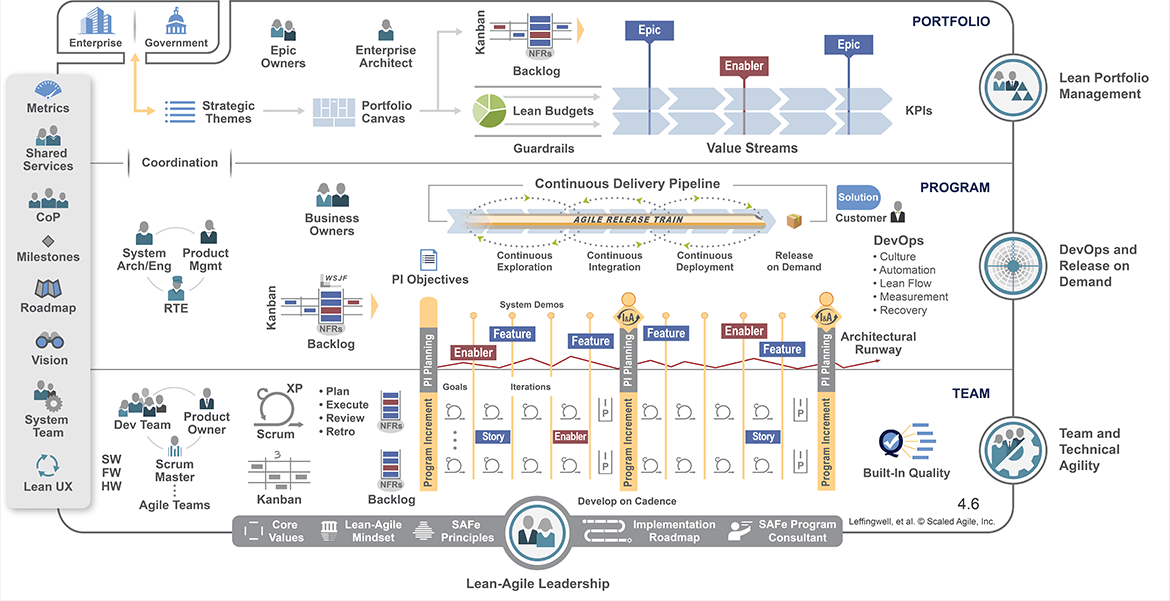 Enterprise
Government
Epic
Owners
Enterprise
Architect
Kanban
NFRs
Backlog
Epic
Enabler
Epic
PORTFOLIO
Lean Portfolio
Management
Strategic
Themes
Portfolio
Canvas
Lean Budgets
Guardrails
Value Streams
KPIs
Metrics
Shared
Services
CoP
Milestones
Roadmap
Vision
System
Team
Lean UX
Coordination
Business
Owners
Continuous Delivery Pipeline
AGILE RELEASE TRAIN
Continuous
Exploration
Continuous
Integration
Continuous
Deployment
Release
on Demand
Solution
Customer
PROGRAM
DevOps
• Culture
• Automation
• Lean Flow
• Measurement
• Recovery
DevOps and
Release on
Demand
System
Arch/Eng
Product
Mgmt
RTE
Kanban
WSJF
NFRs
Backlog
PI Objectives
System Demos
I&A
I&A
Feature
Enabler
Feature
Feature
Enabler
Feature
Architectural
Runway
PI Planning
PI Planning
PI Planning
TEAM
Dev Team
Product
Owner
Scrum
Master
Agile Teams
SW
FW
HW
XP
Scrum
3
Kanban
• Plan
• Execute
• Review
• Retro
NFRs
NFRs
Backlog
Program Increment
Program Increment
Program Increment
Goals
Iterations
I P
I P
I P
I P
Story
Enabler
Story
Develop on Cadence
Built-In Quality
Team and
Technical
Agility
4.6
Leffingwell, et al. © Scaled Agile, Inc.
Core
Values
Lean-Agile
Mindset
SAFe
Principles
Implementation
Roadmap
SAFe Program
Consultant
Lean-Agile Leadership